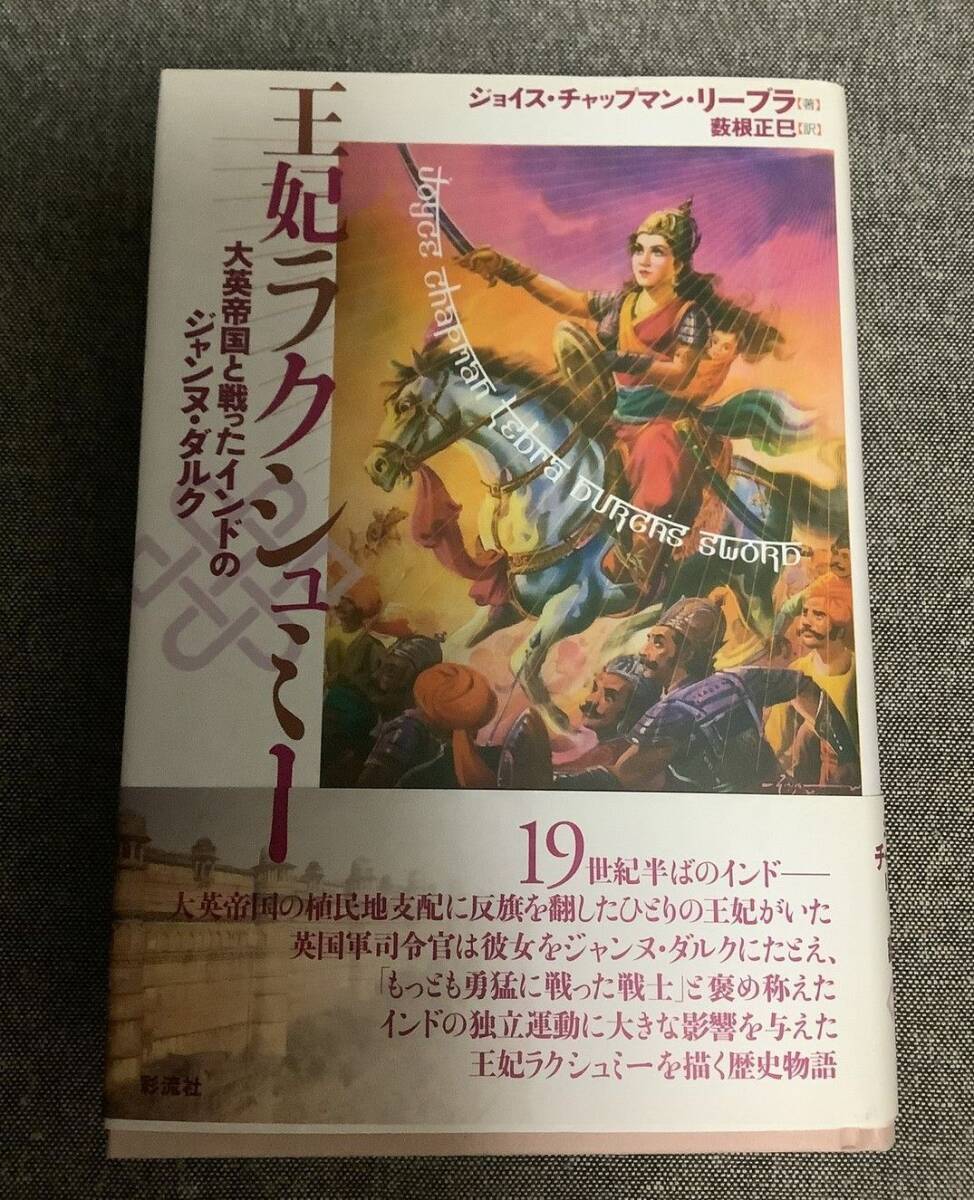 ジョイス・チャップマン・リーブラ【著】
薮根正巳【訳】
王妃ラクシュミー
大英帝国と戦ったインドの
ジャンヌ・ダルク
Joyce Chapman Lebra Durga's Sword
19世紀半ばのインド――
大英帝国の植民地支配に反旗を翻したひとりの王妃がいた
英国軍司令官は彼女をジャンヌ・ダルクにたとえ、
「もっとも勇猛に戦った戦士」と褒め称えた
インドの独立運動に大きな影響を与えた
王妃ラクシュミーを描く歴史物語
彩流社